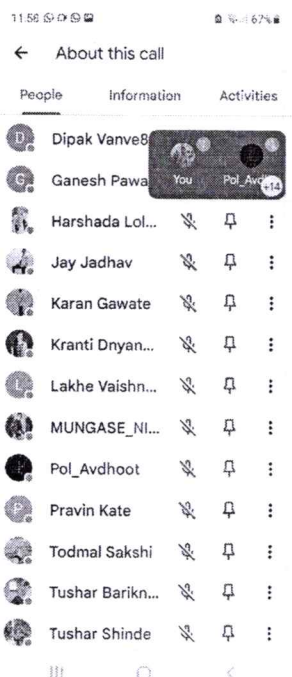 11:56 67%
About this call
People Information Activities
Dipak Vanve8
Ganesh Pawa...
You Pol_Avd
+14
Harshada Lol...
Jay Jadhav
Karan Gawate
Kranti Dnyan...
Lakhe Vaishn...
MUNGASE_NI...
Pol_Avdhoot
Pravin Kate
Todmal Sakshi
Tushar Barikn...
Tushar Shinde